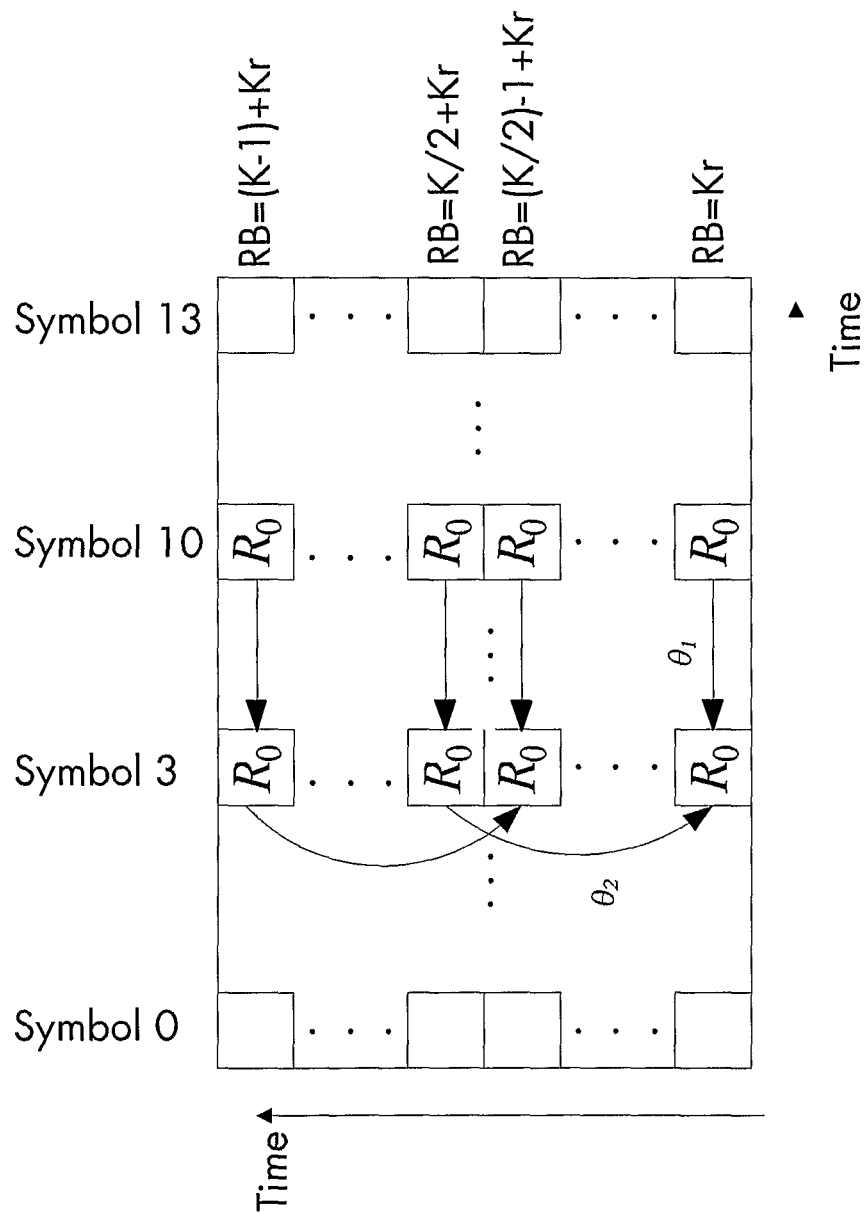 Symbol 0
Symbol 3
Symbol 10
Symbol 13
R₀ R₀ RB=(K-1)+Kr
R₀ R₀ RB=K/2+Kr
R₀ R₀ RB=(K/2)-1+Kr
θ₁
R₀ R₀ RB=Kr
θ₂
Time
Time